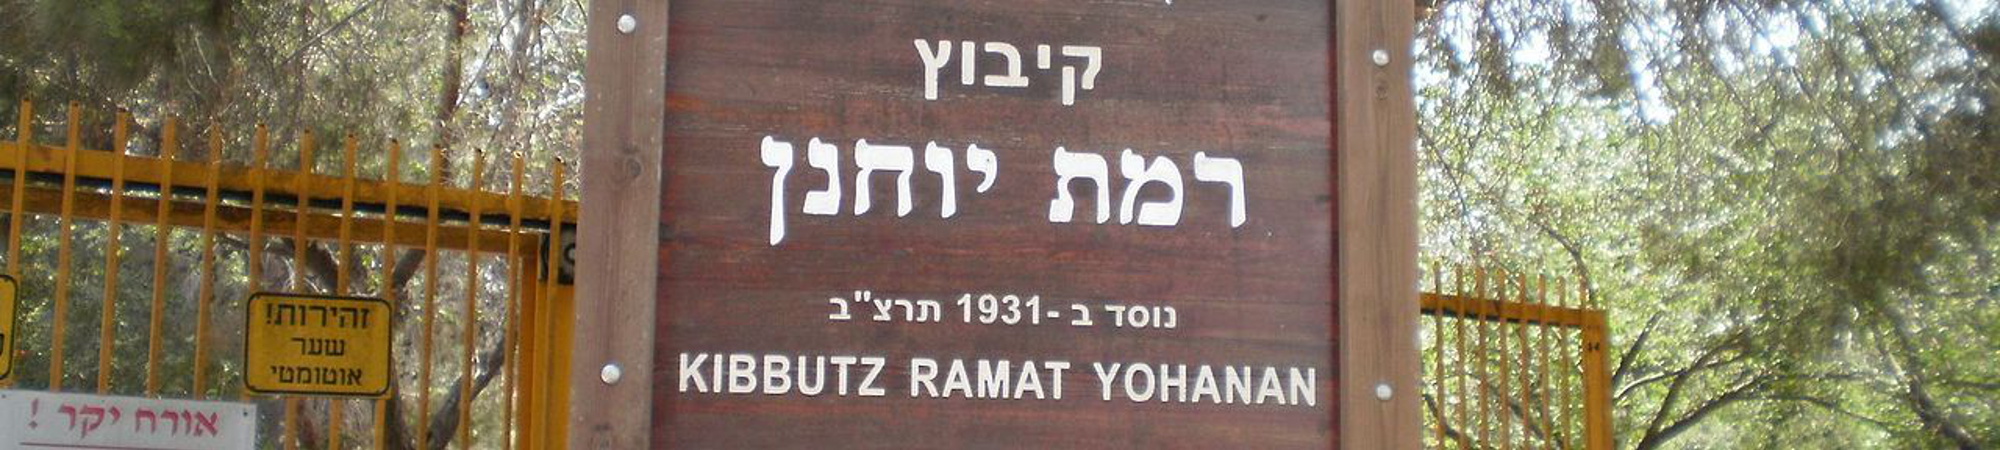 קיבוץ
רמת יוחנן
נוסד ב -1931 תרצ"ב
KIBBUTZ RAMAT YOHANAN
זהירות!
שער
אוטומטי
אורח יקר !